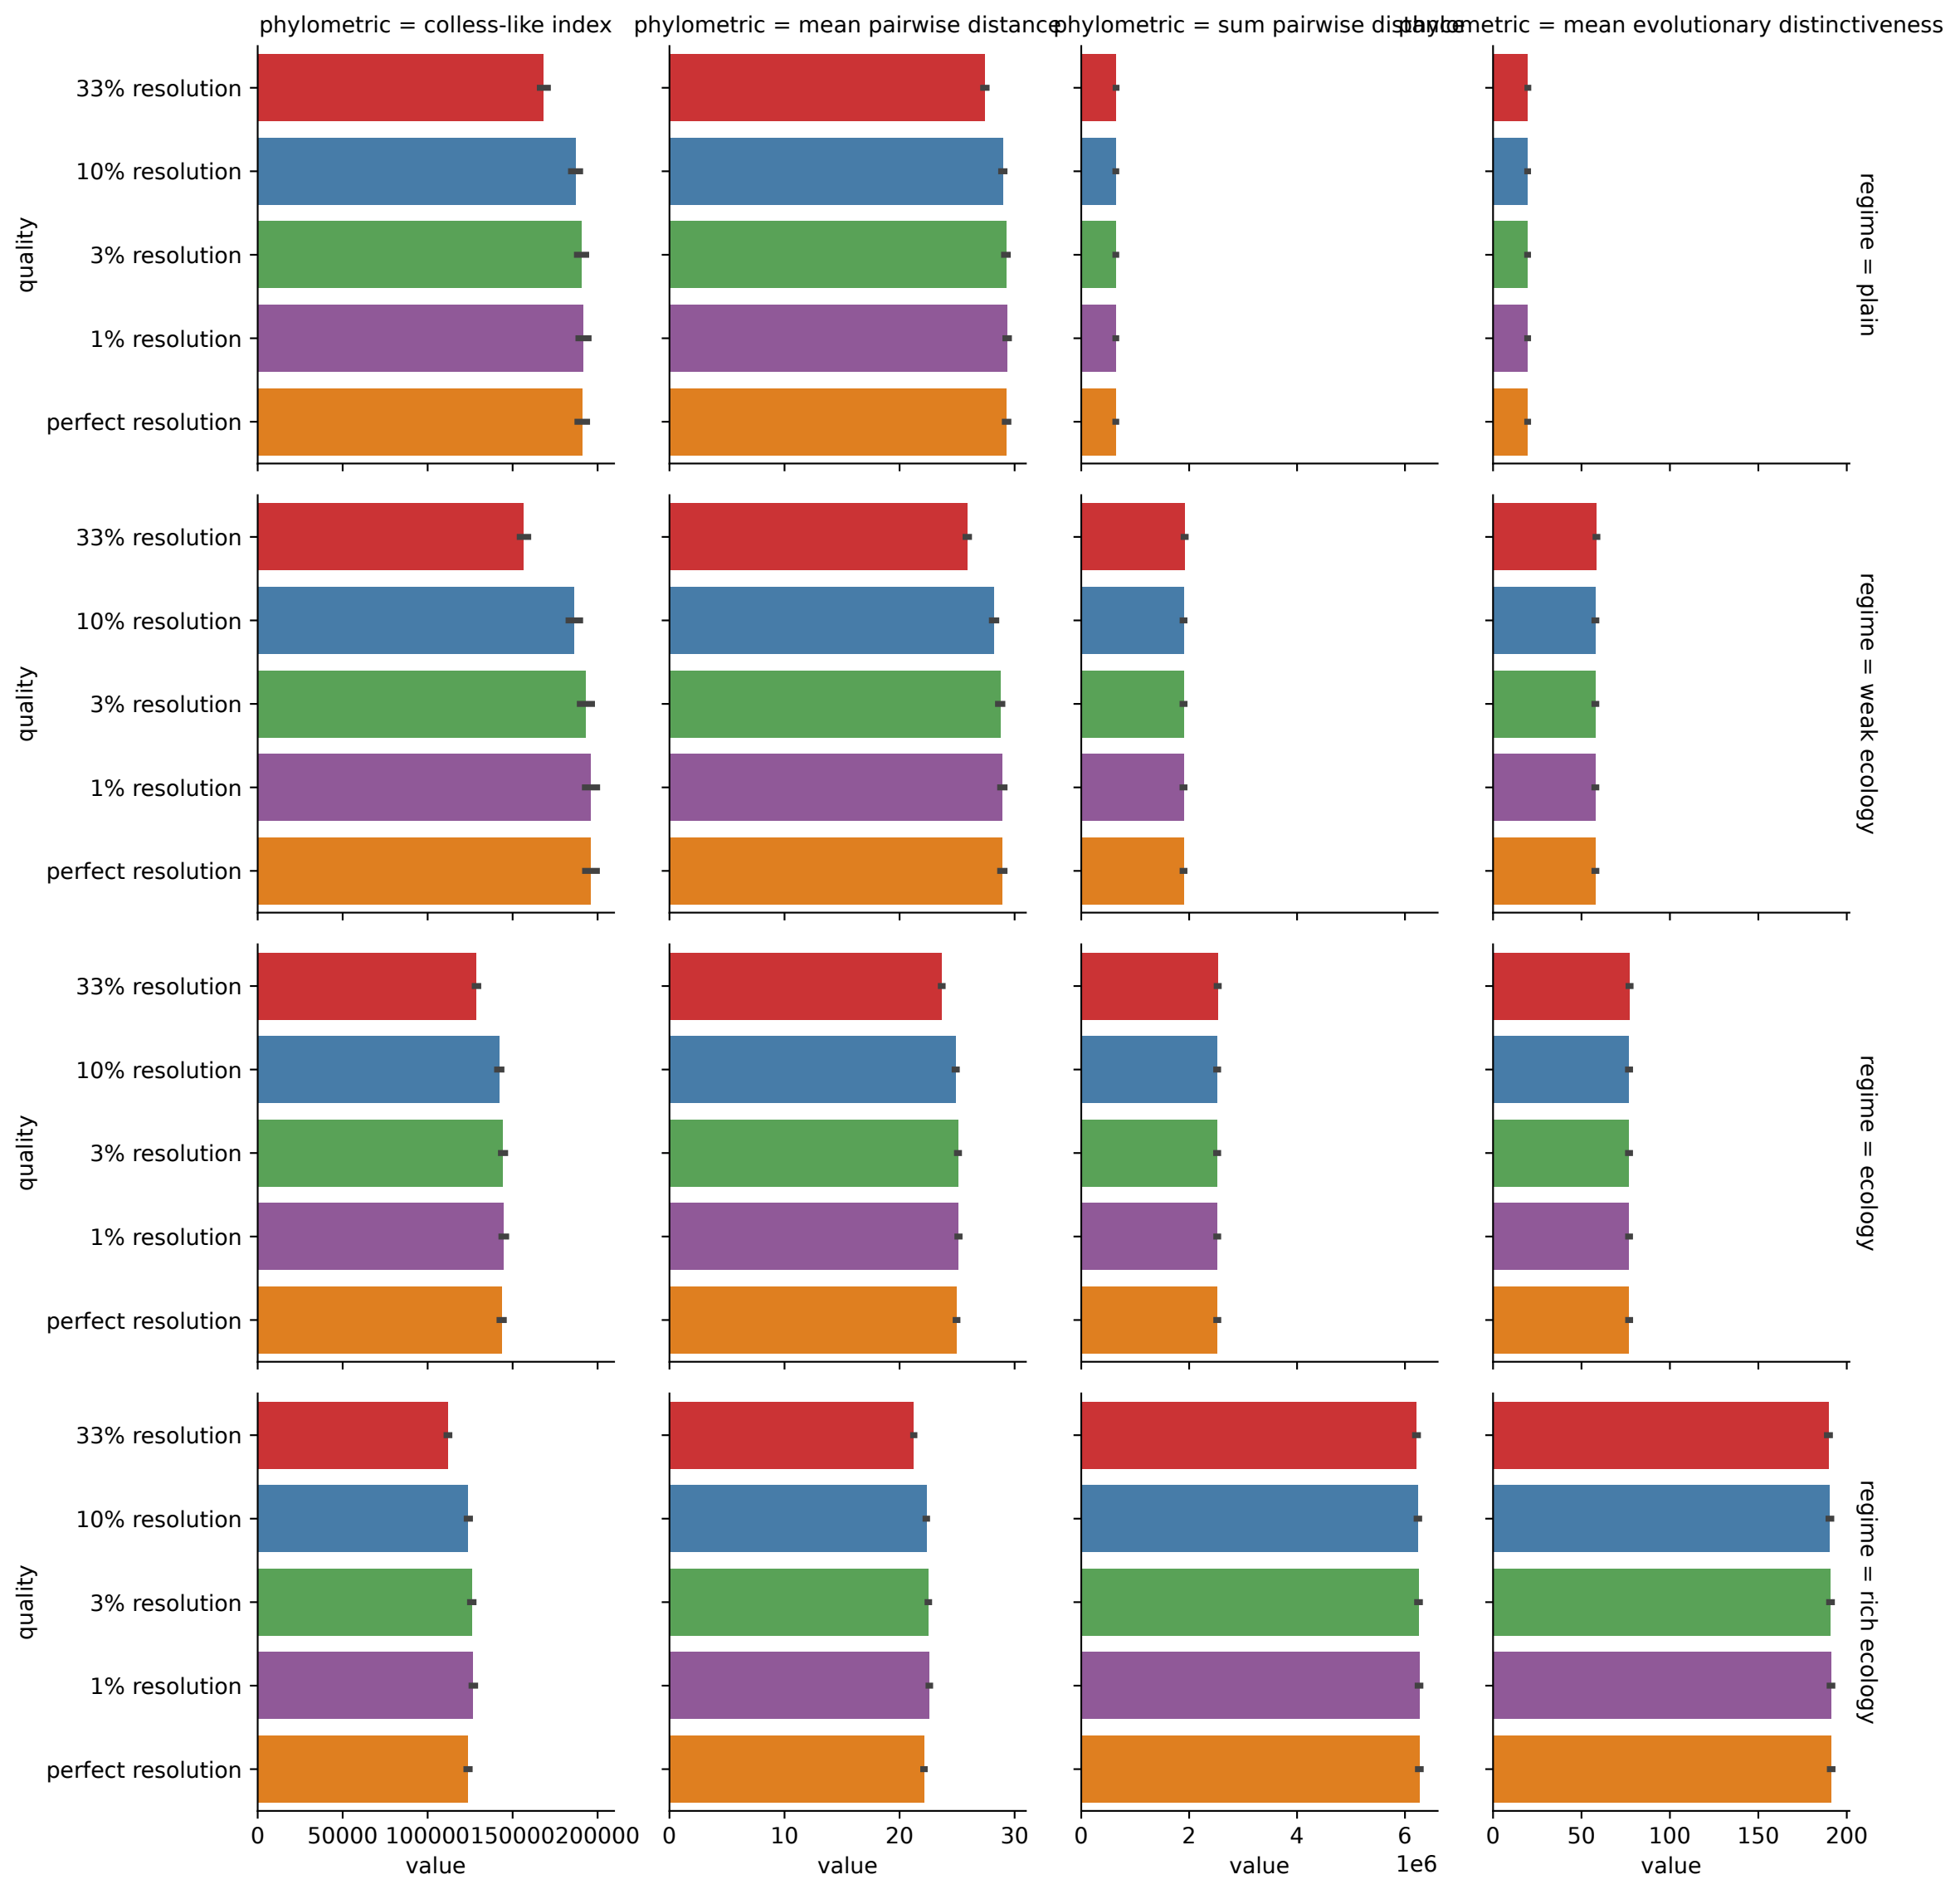 phylometric = colless-like index
phylometric = mean pairwise distance
phylometric = sum pairwise distance
phylometric = mean evolutionary distinctiveness
quality
33% resolution
10% resolution
3% resolution
1% resolution
perfect resolution
regime = plain
quality
33% resolution
10% resolution
3% resolution
1% resolution
perfect resolution
regime = weak ecology
quality
33% resolution
10% resolution
3% resolution
1% resolution
perfect resolution
regime = ecology
quality
33% resolution
10% resolution
3% resolution
1% resolution
perfect resolution
regime = rich ecology
0 50000 100000 150000 200000
value
0 10 20 30
value
0 2 4 6
1e6
value
0 50 100 150 200
value